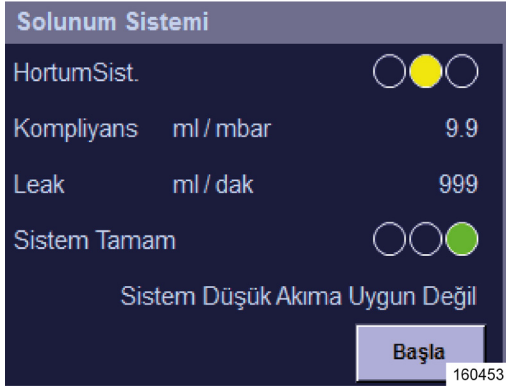 Solunum Sistemi
HortumSist.
Kompliyans ml / mbar 9.9
Leak ml / dak 999
Sistem Tamam
Sistem Düşük Akıma Uygun Değil
Başla
160453